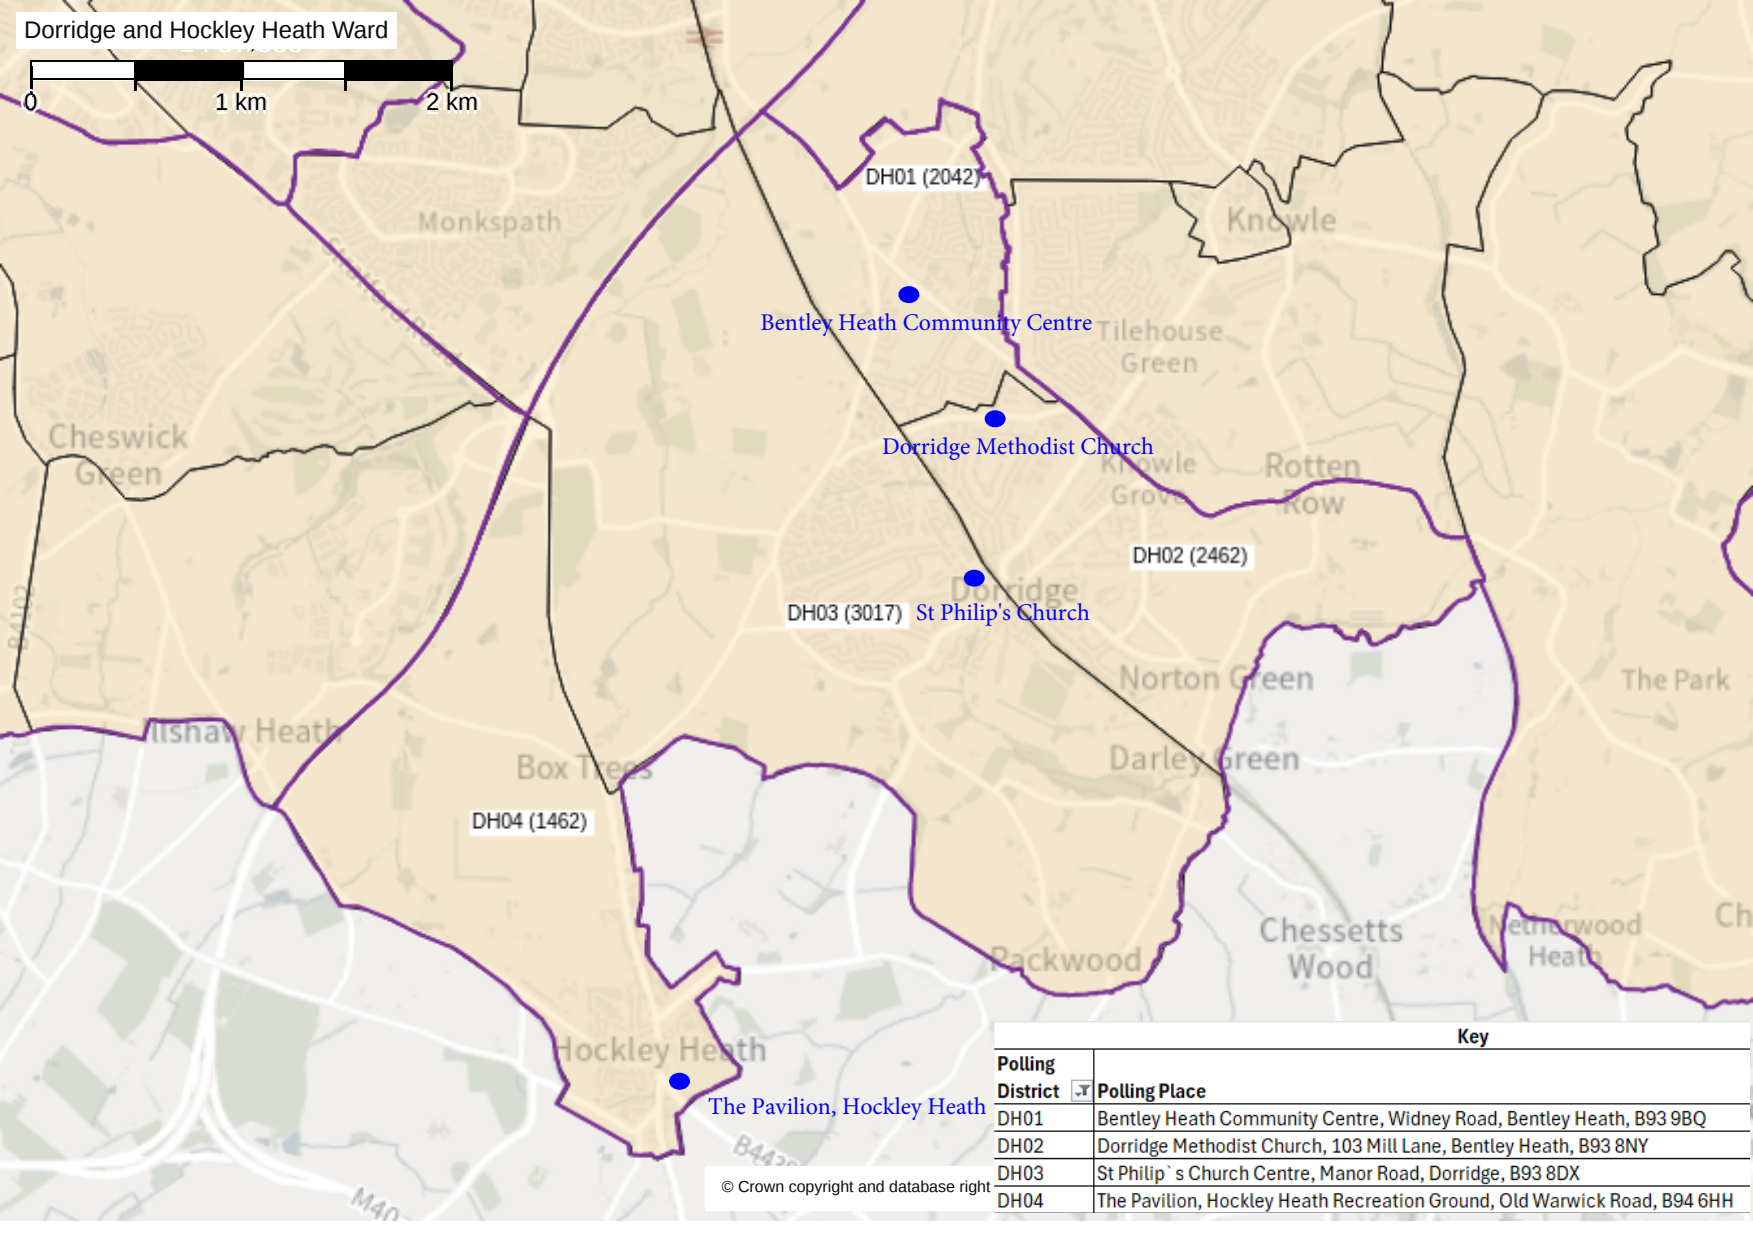 Dorridge and Hockley Heath Ward
0
1 km
2 km
Monkspath
DH01 (2042)
Knowle
Bentley Heath Community Centre
Tilehouse
Green
Cheswick
Green
Dorridge Methodist Church
Knowle
Grove
Rotten
Row
DH02 (2462)
Dorridge
DH03 (3017)
St Philip's Church
B4102
Norton Green
The Park
Illshaw Heath
Box Trees
Darley Green
DH04 (1462)
Chessetts
Wood
Netherwood
Heath
Ch
Packwood
Hockley Heath
The Pavilion, Hockley Heath
M40
© Crown copyright and database right
Key
Polling
District Polling Place
DH01 Bentley Heath Community Centre, Widney Road, Bentley Heath, B93 9BQ
DH02 Dorridge Methodist Church, 103 Mill Lane, Bentley Heath, B93 8NY
DH03 St Philip`s Church Centre, Manor Road, Dorridge, B93 8DX
DH04 The Pavilion, Hockley Heath Recreation Ground, Old Warwick Road, B94 6HH